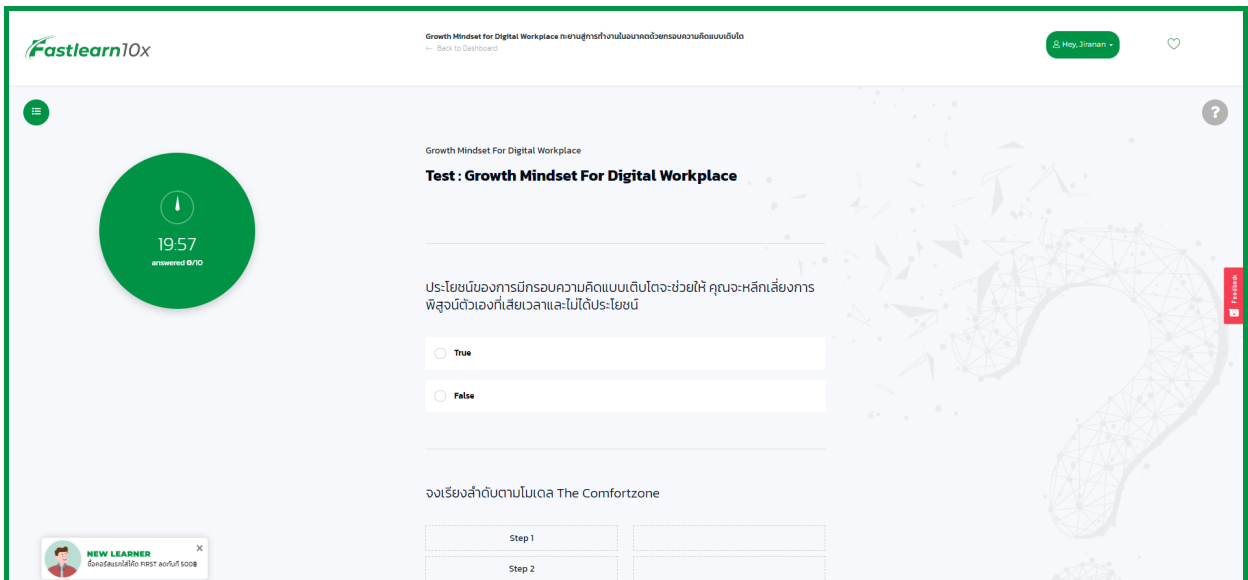 Fastlearn10x
Growth Mindset for Digital Workplace ทะยานสู่การทำงานในอนาคตด้วยกรอบความคิดแบบเติบโต
← Back to Dashboard
Hey, Jiranan
?
19:57
answered 0/10
Growth Mindset For Digital Workplace
Test : Growth Mindset For Digital Workplace
ประโยชน์ของการมีกรอบความคิดแบบเติบโตจะช่วยให้ คุณจะหลีกเลี่ยงการ
พิสูจน์ตัวเองที่เสียเวลาและไม่ได้ประโยชน์
True
False
Feedback
จงเรียงลำดับตามโมเดล The Comfortzone
Step 1
Step 2
NEW LEARNER
ซื้อคอร์สแรกใส่โค้ด FIRST ลดทันที 500฿